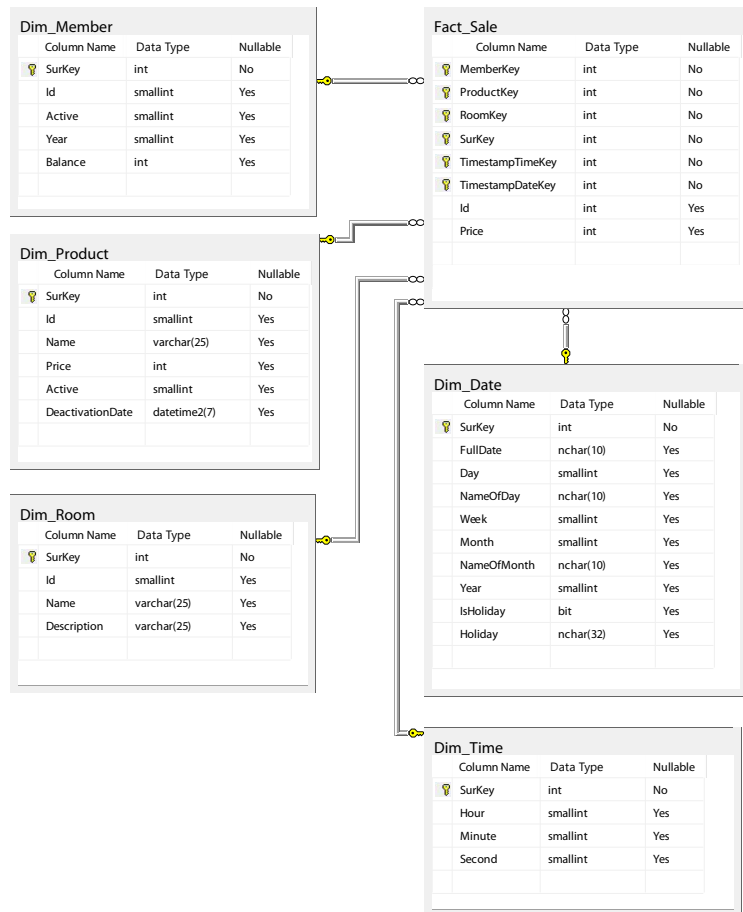 Dim_Member
Column Name Data Type Nullable
SurKey int No
Id smallint Yes
Active smallint Yes
Year smallint Yes
Balance int Yes
Dim_Product
Column Name Data Type Nullable
SurKey int No
Id smallint Yes
Name varchar(25) Yes
Price int Yes
Active smallint Yes
DeactivationDate datetime2(7) Yes
Dim_Room
Column Name Data Type Nullable
SurKey int No
Id smallint Yes
Name varchar(25) Yes
Description varchar(25) Yes
Fact_Sale
Column Name Data Type Nullable
MemberKey int No
ProductKey int No
RoomKey int No
SurKey int No
TimestampTimeKey int No
TimestampDateKey int No
Id int Yes
Price int Yes
Dim_Date
Column Name Data Type Nullable
SurKey int No
FullDate nchar(10) Yes
Day smallint Yes
NameOfDay nchar(10) Yes
Week smallint Yes
Month smallint Yes
NameOfMonth nchar(10) Yes
Year smallint Yes
IsHoliday bit Yes
Holiday nchar(32) Yes
Dim_Time
Column Name Data Type Nullable
SurKey int No
Hour smallint Yes
Minute smallint Yes
Second smallint Yes